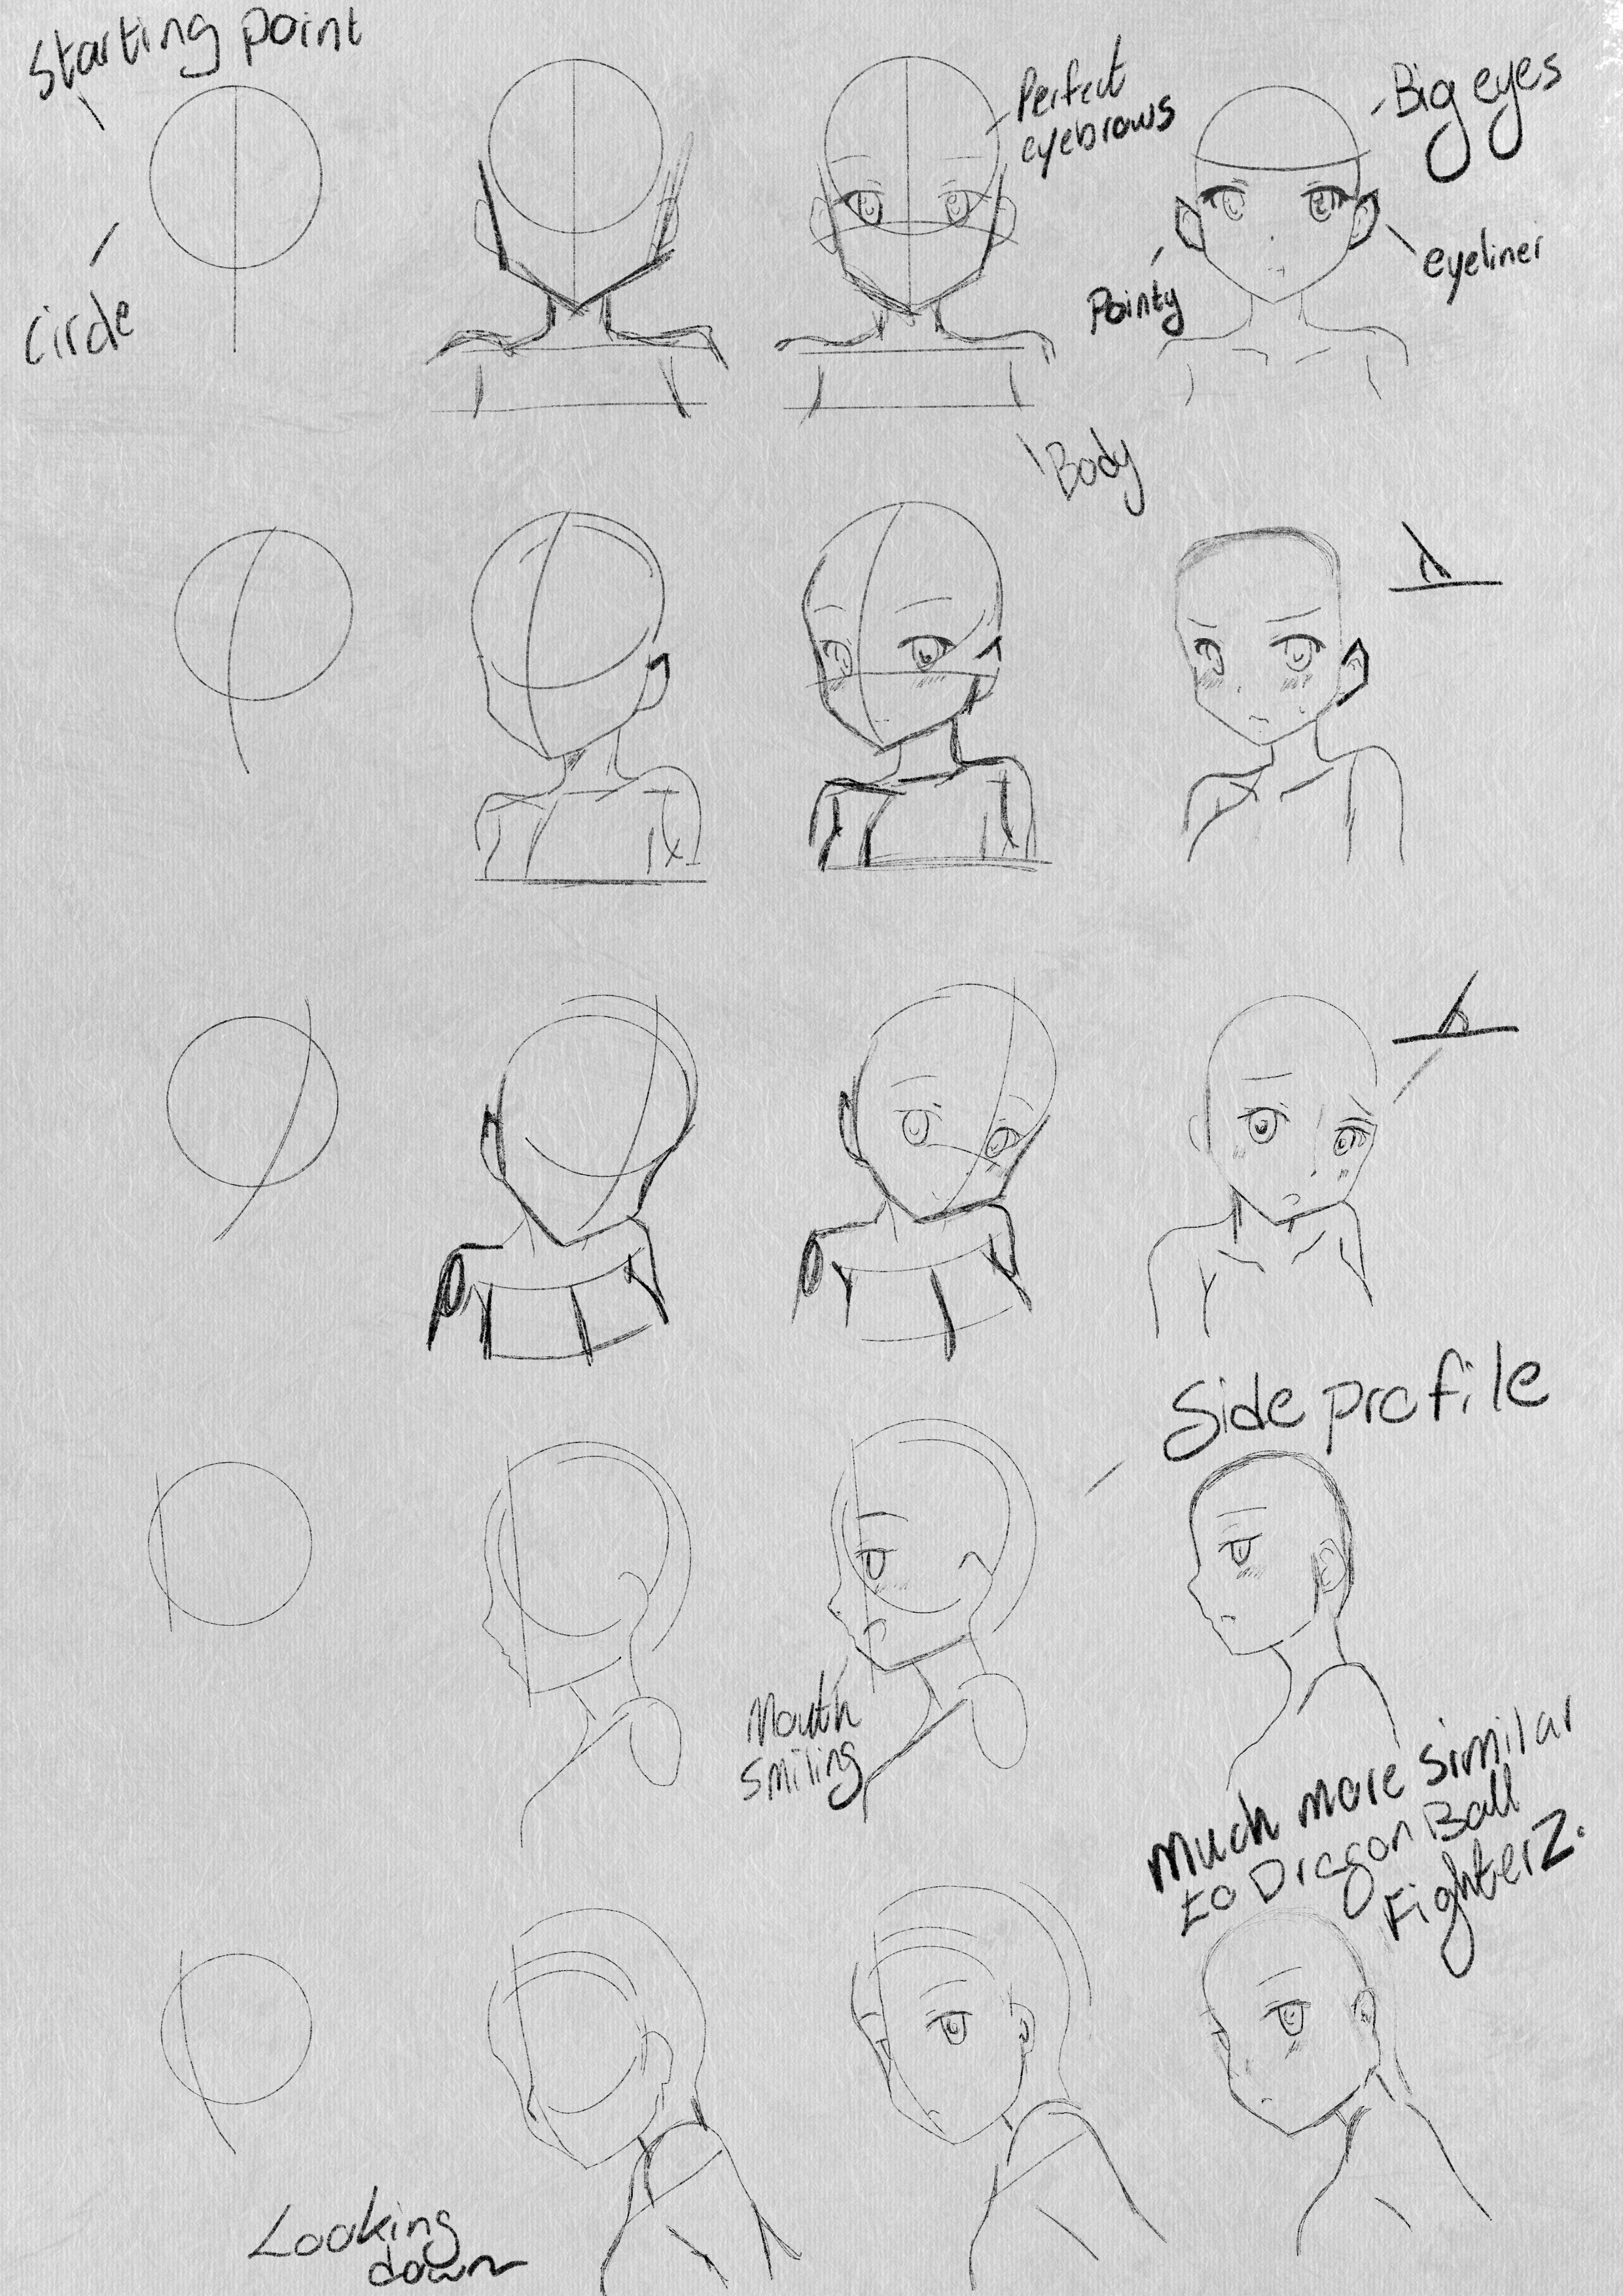 Starting point
Circle
Perfect
eyebrows
Big eyes
eyeliner
Pointy
Body
Side profile
Mouth
smiling
Much more similar
to Dragon Ball
FighterZ.
Looking
down